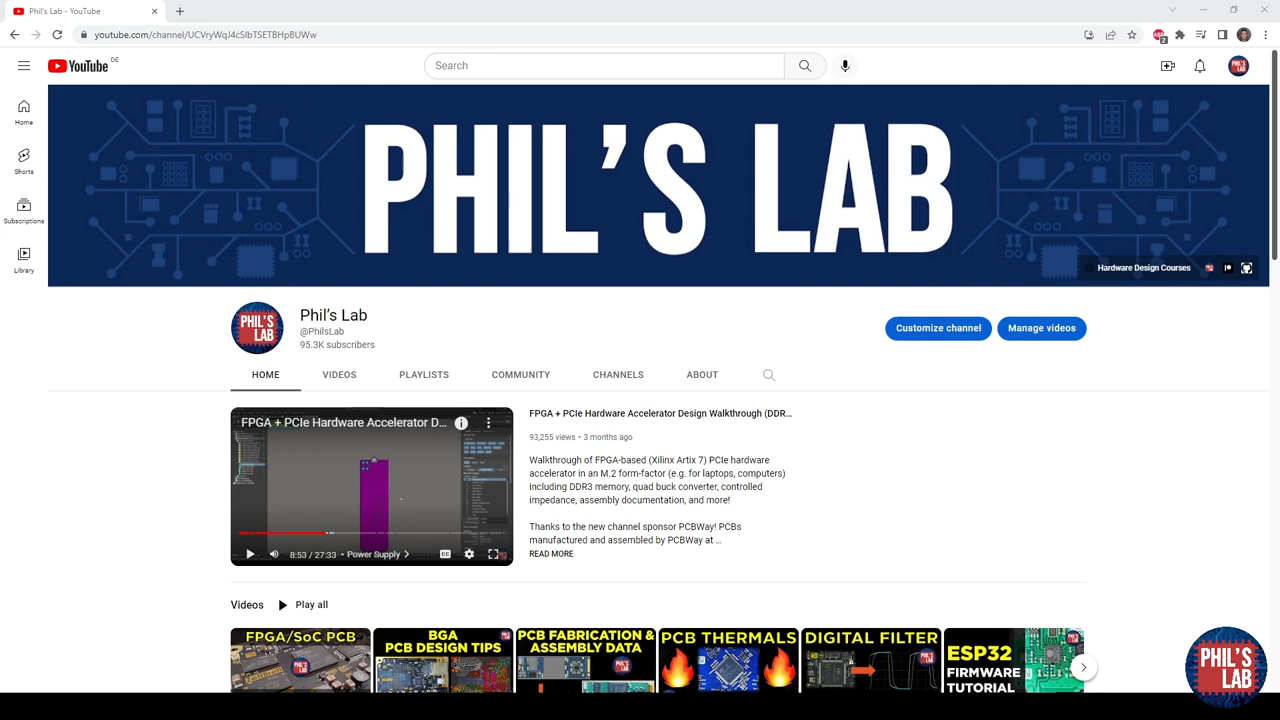 Phil's Lab - YouTube
youtube.com/channel/UCVryWqJ4cSlbTSETBHpBUWw
2
YouTube DE
Search
Home
Shorts
Subscriptions
Library
PHIL'S LAB
Hardware Design Courses
PHIL'S LAB
Phil's Lab
@PhilsLab
95.3K subscribers
Customize channel
Manage videos
HOME
VIDEOS
PLAYLISTS
COMMUNITY
CHANNELS
ABOUT
FPGA + PCIe Hardware Accelerator D...
8:53 / 27:33 • Power Supply
FPGA + PCIe Hardware Accelerator Design Walkthrough (DDR...
93,255 views • 3 months ago
Walkthrough of FPGA-based (Xilinx Artix 7) PCIe hardware
accelerator in an M.2 form-factor (e.g. for laptops, computers)
including DDR3 memory, quad buck converter, controlled
impedance, assembly documentation, and more!
Thanks to the new channel sponsor PCBWay! PCBs
manufactured and assembled by PCBWay at ...
READ MORE
Videos
Play all
FPGA/SoC PCB
BGA
PCB DESIGN TIPS
PCB FABRICATION &
ASSEMBLY DATA
PCB THERMALS
DIGITAL FILTER
ESP32
FIRMWARE
TUTORIAL
PHIL'S
LAB